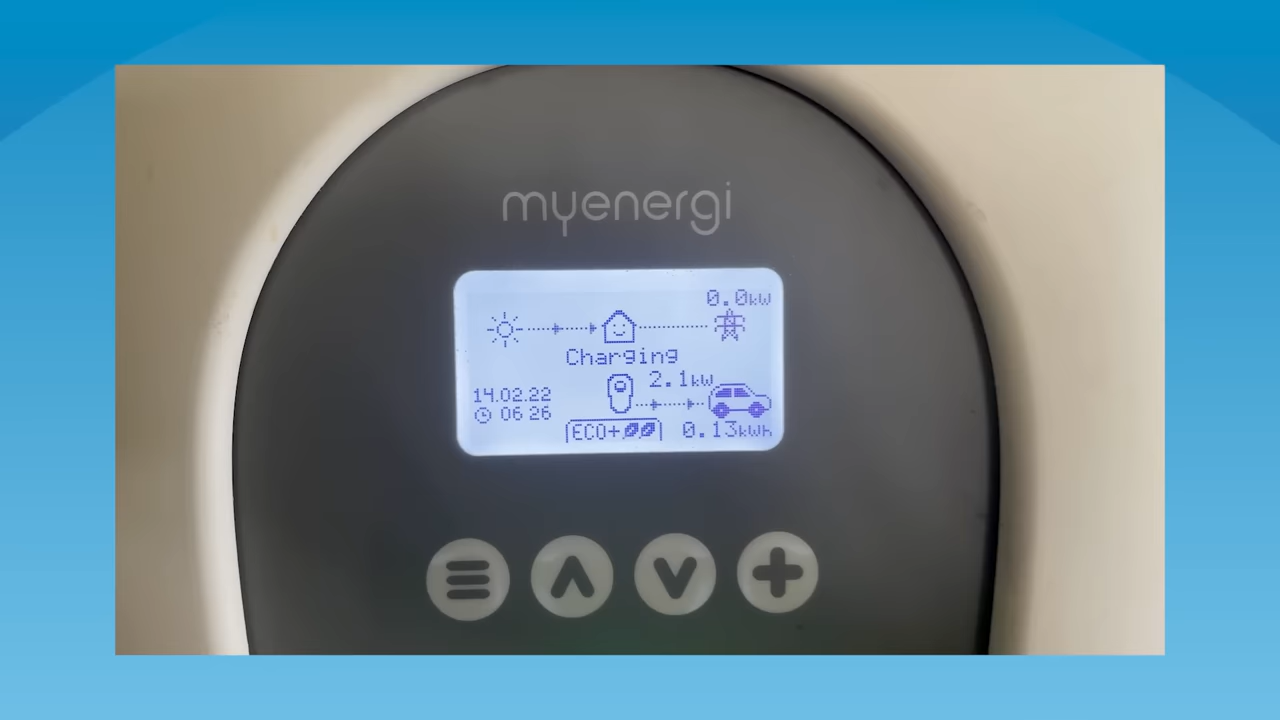 myenergi
0.0kW
Charging
2.1kW
14.02.22
06 26
ECO+
0.13kWh